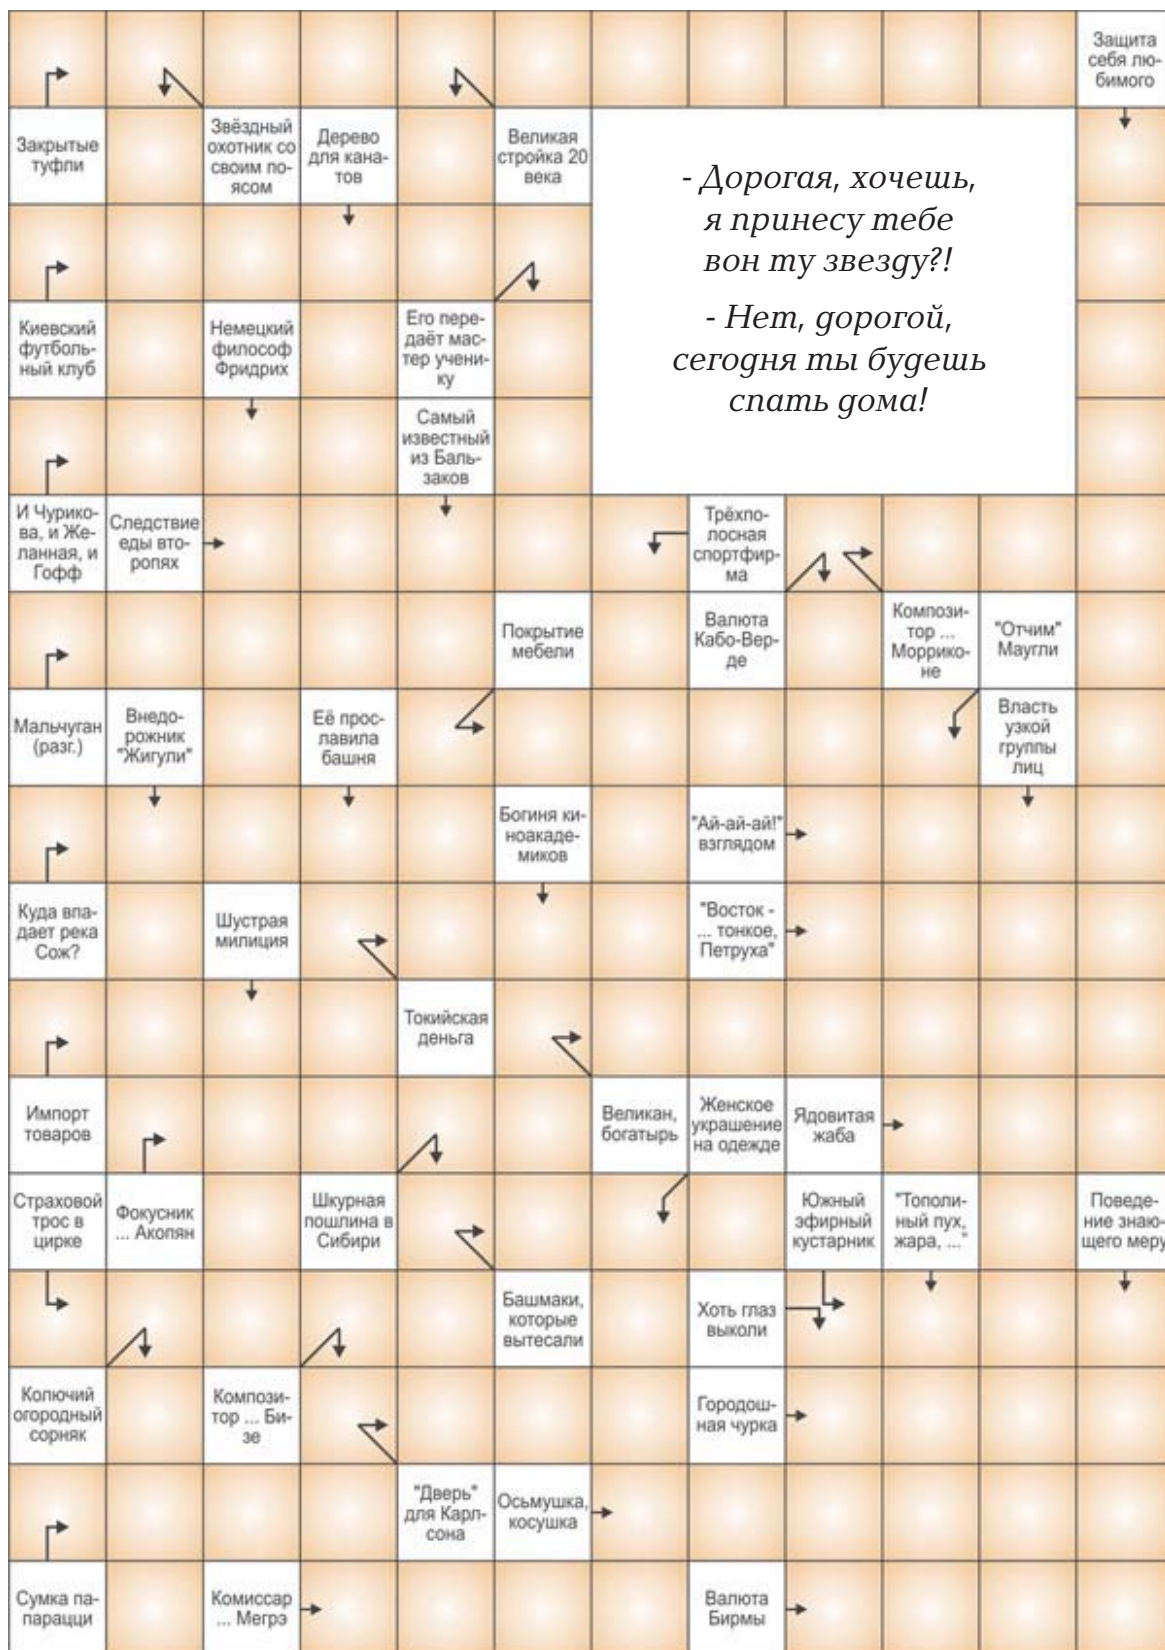 Защита
себя лю-
бимого
Закрытые
туфли
Звёздный
охотник со
своим по-
ясом
Дерево
для кана-
тов
Великая
стройка 20
века
- Дорогая, хочешь,
я принесу тебе
вон ту звезду?!
- Нет, дорогой,
сегодня ты будешь
спать дома!
Киевский
футболь-
ный клуб
Немецкий
философ
Фридрих
Его пере-
даёт мас-
тер учени-
ку
Самый
известный
из Баль-
заков
И Чурико-
ва, и Же-
ланная, и
Гофф
Следствие
еды вто-
ропях
Трёхпо-
лосная
спортфир-
ма
Покрытие
мебели
Валюта
Кабо-Вер-
де
Компози-
тор ...
Моррико-
не
"Отчим"
Маугли
Мальчуган
(разг.)
Внедо-
рожник
"Жигули"
Её прос-
лавила
башня
Власть
узкой
группы
лиц
Богиня ки-
ноакаде-
миков
"Ай-ай-ай!"
взглядом
Куда впа-
дает река
Сож?
Шустрая
милиция
"Восток -
... тонкое,
Петруха"
Токийская
деньга
Импорт
товаров
Великан,
богатырь
Женское
украшение
на одежде
Ядовитая
жаба
Страховой
трос в
цирке
Фокусник
... Акопян
Шкурная
пошлина в
Сибири
Южный
эфирный
кустарник
"Тополи-
ный пух,
жара, ..."
Поведе-
ние знаю-
щего меру
Башмаки,
которые
вытесали
Хоть глаз
выколи
Колючий
огородный
сорняк
Компози-
тор ... Би-
зе
Городош-
ная чурка
"Дверь"
для Карл-
сона
Осьмушка,
косушка
Сумка па-
парацци
Комиссар
... Мегрэ
Валюта
Бирмы